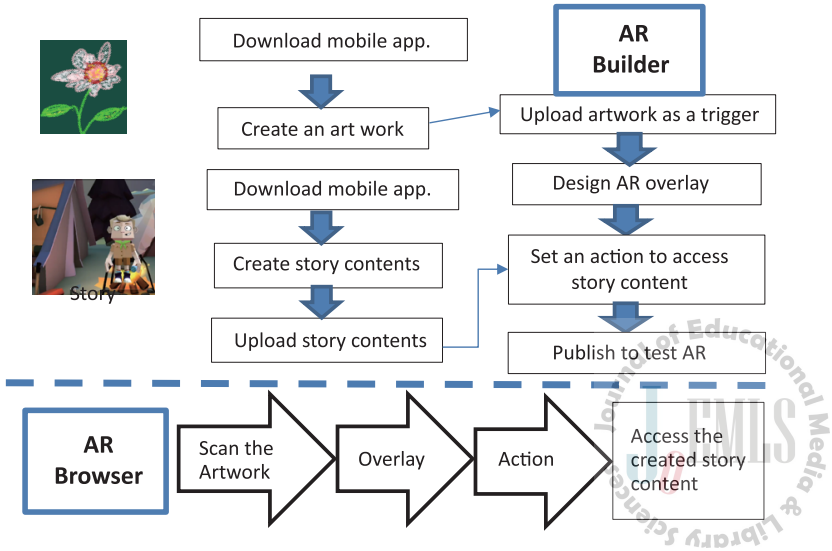 Download mobile app.
Create an art work
Download mobile app.
Story
Create story contents
Upload story contents
AR
Builder
Upload artwork as a trigger
Design AR overlay
Set an action to access
story content
Publish to test AR
AR
Browser
Scan the
Artwork
Overlay
Action
Access the
created story
content
Journal of Educational Media & Library Sciences
JoEMLS